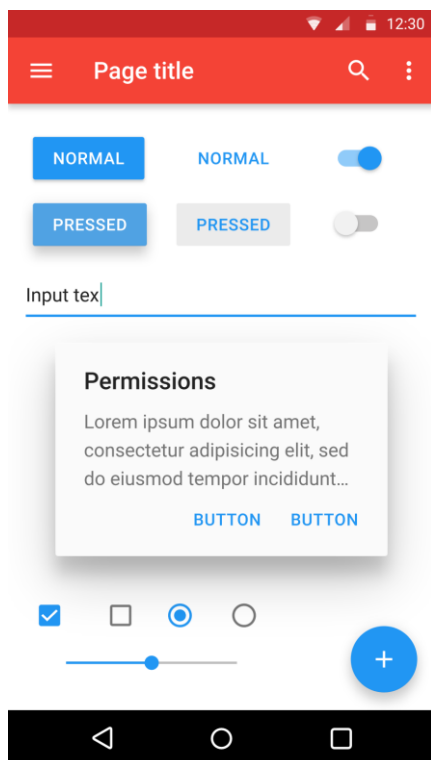 12:30
Page title
NORMAL NORMAL
PRESSED PRESSED
Input tex
Permissions
Lorem ipsum dolor sit amet,
consectetur adipisicing elit, sed
do eiusmod tempor incididunt…
BUTTON BUTTON